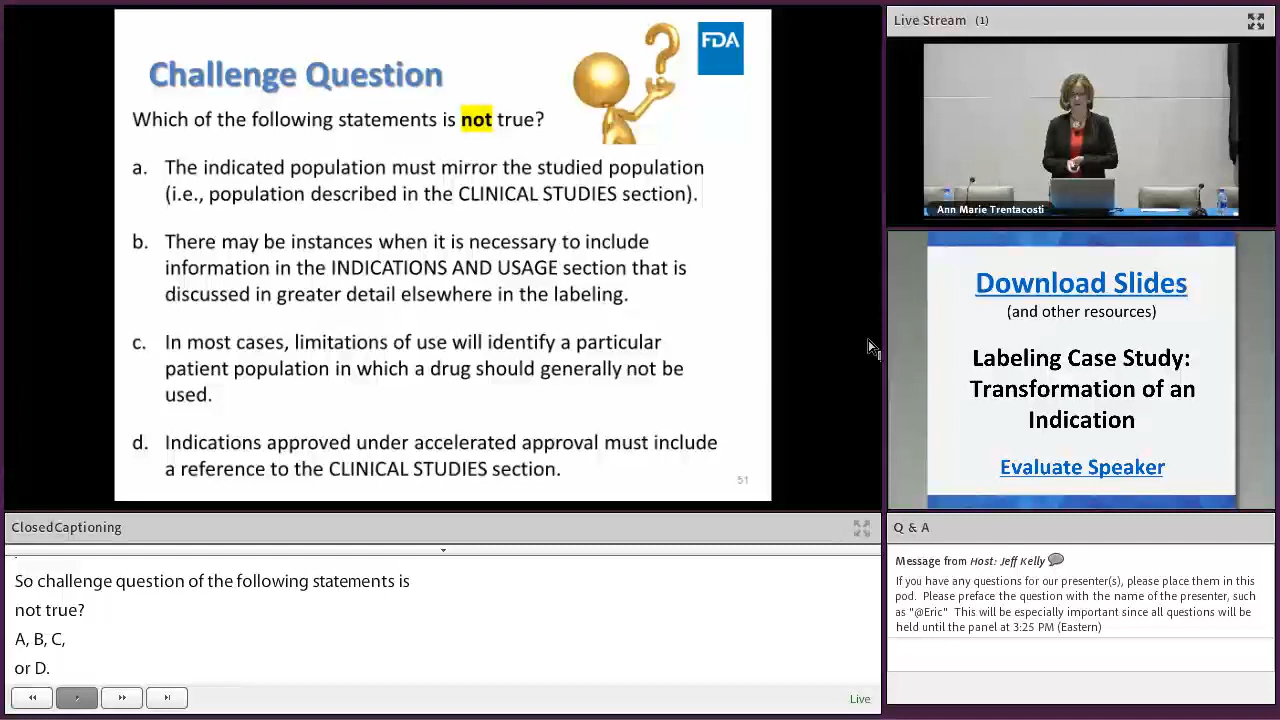 FDA
Challenge Question
Which of the following statements is not true?
a. The indicated population must mirror the studied population
(i.e., population described in the CLINICAL STUDIES section).
b. There may be instances when it is necessary to include
information in the INDICATIONS AND USAGE section that is
discussed in greater detail elsewhere in the labeling.
c. In most cases, limitations of use will identify a particular
patient population in which a drug should generally not be
used.
d. Indications approved under accelerated approval must include
a reference to the CLINICAL STUDIES section.
51
Live Stream (1)
Ann Marie Trentacosti
Download Slides
(and other resources)
Labeling Case Study:
Transformation of an
Indication
Evaluate Speaker
ClosedCaptioning
So challenge question of the following statements is
not true?
A, B, C,
or D.
Live
Q & A
Message from Host: Jeff Kelly
If you have any questions for our presenter(s), please place them in this
pod. Please preface the question with the name of the presenter, such
as "@Eric" This will be especially important since all questions will be
held until the panel at 3:25 PM (Eastern)